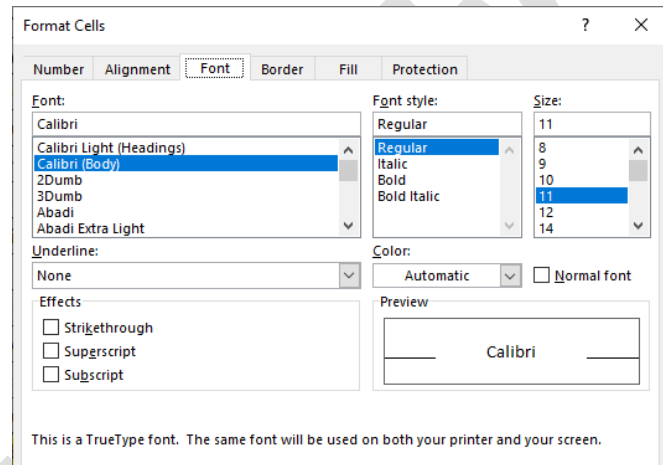 Format Cells ? ×
Number Alignment Font Border Fill Protection
Font: Font style: Size:
Calibri Regular 11
Calibri Light (Headings) Regular 8
Calibri (Body) Italic 9
2Dumb Bold 10
3Dumb Bold Italic 11
Abadi 12
Abadi Extra Light 14
Underline: Color:
None Automatic Normal font
Effects Preview
Strikethrough
Superscript Calibri
Subscript
This is a TrueType font. The same font will be used on both your printer and your screen.